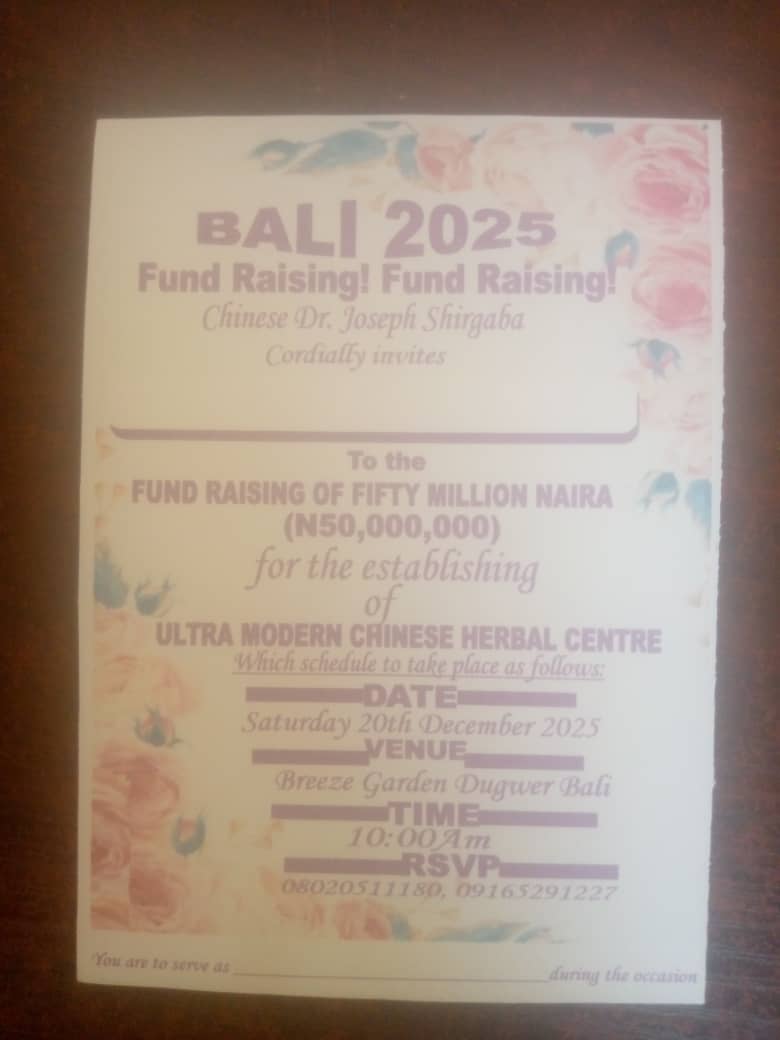 BALI 2025
Fund Raising! Fund Raising!
Chinese Dr. Joseph Shirgaba
Cordially invites
To the
FUND RAISING OF FIFTY MILLION NAIRA
(N50,000,000)
for the establishing
of
ULTRA MODERN CHINESE HERBAL CENTRE
Which schedule to take place as follows:
DATE
Saturday 20th December 2025
VENUE
Breeze Garden Dugwer Bali
TIME
10:00Am
RSVP
08020511180, 09165291227
You are to serve as ______________________________during the occasion